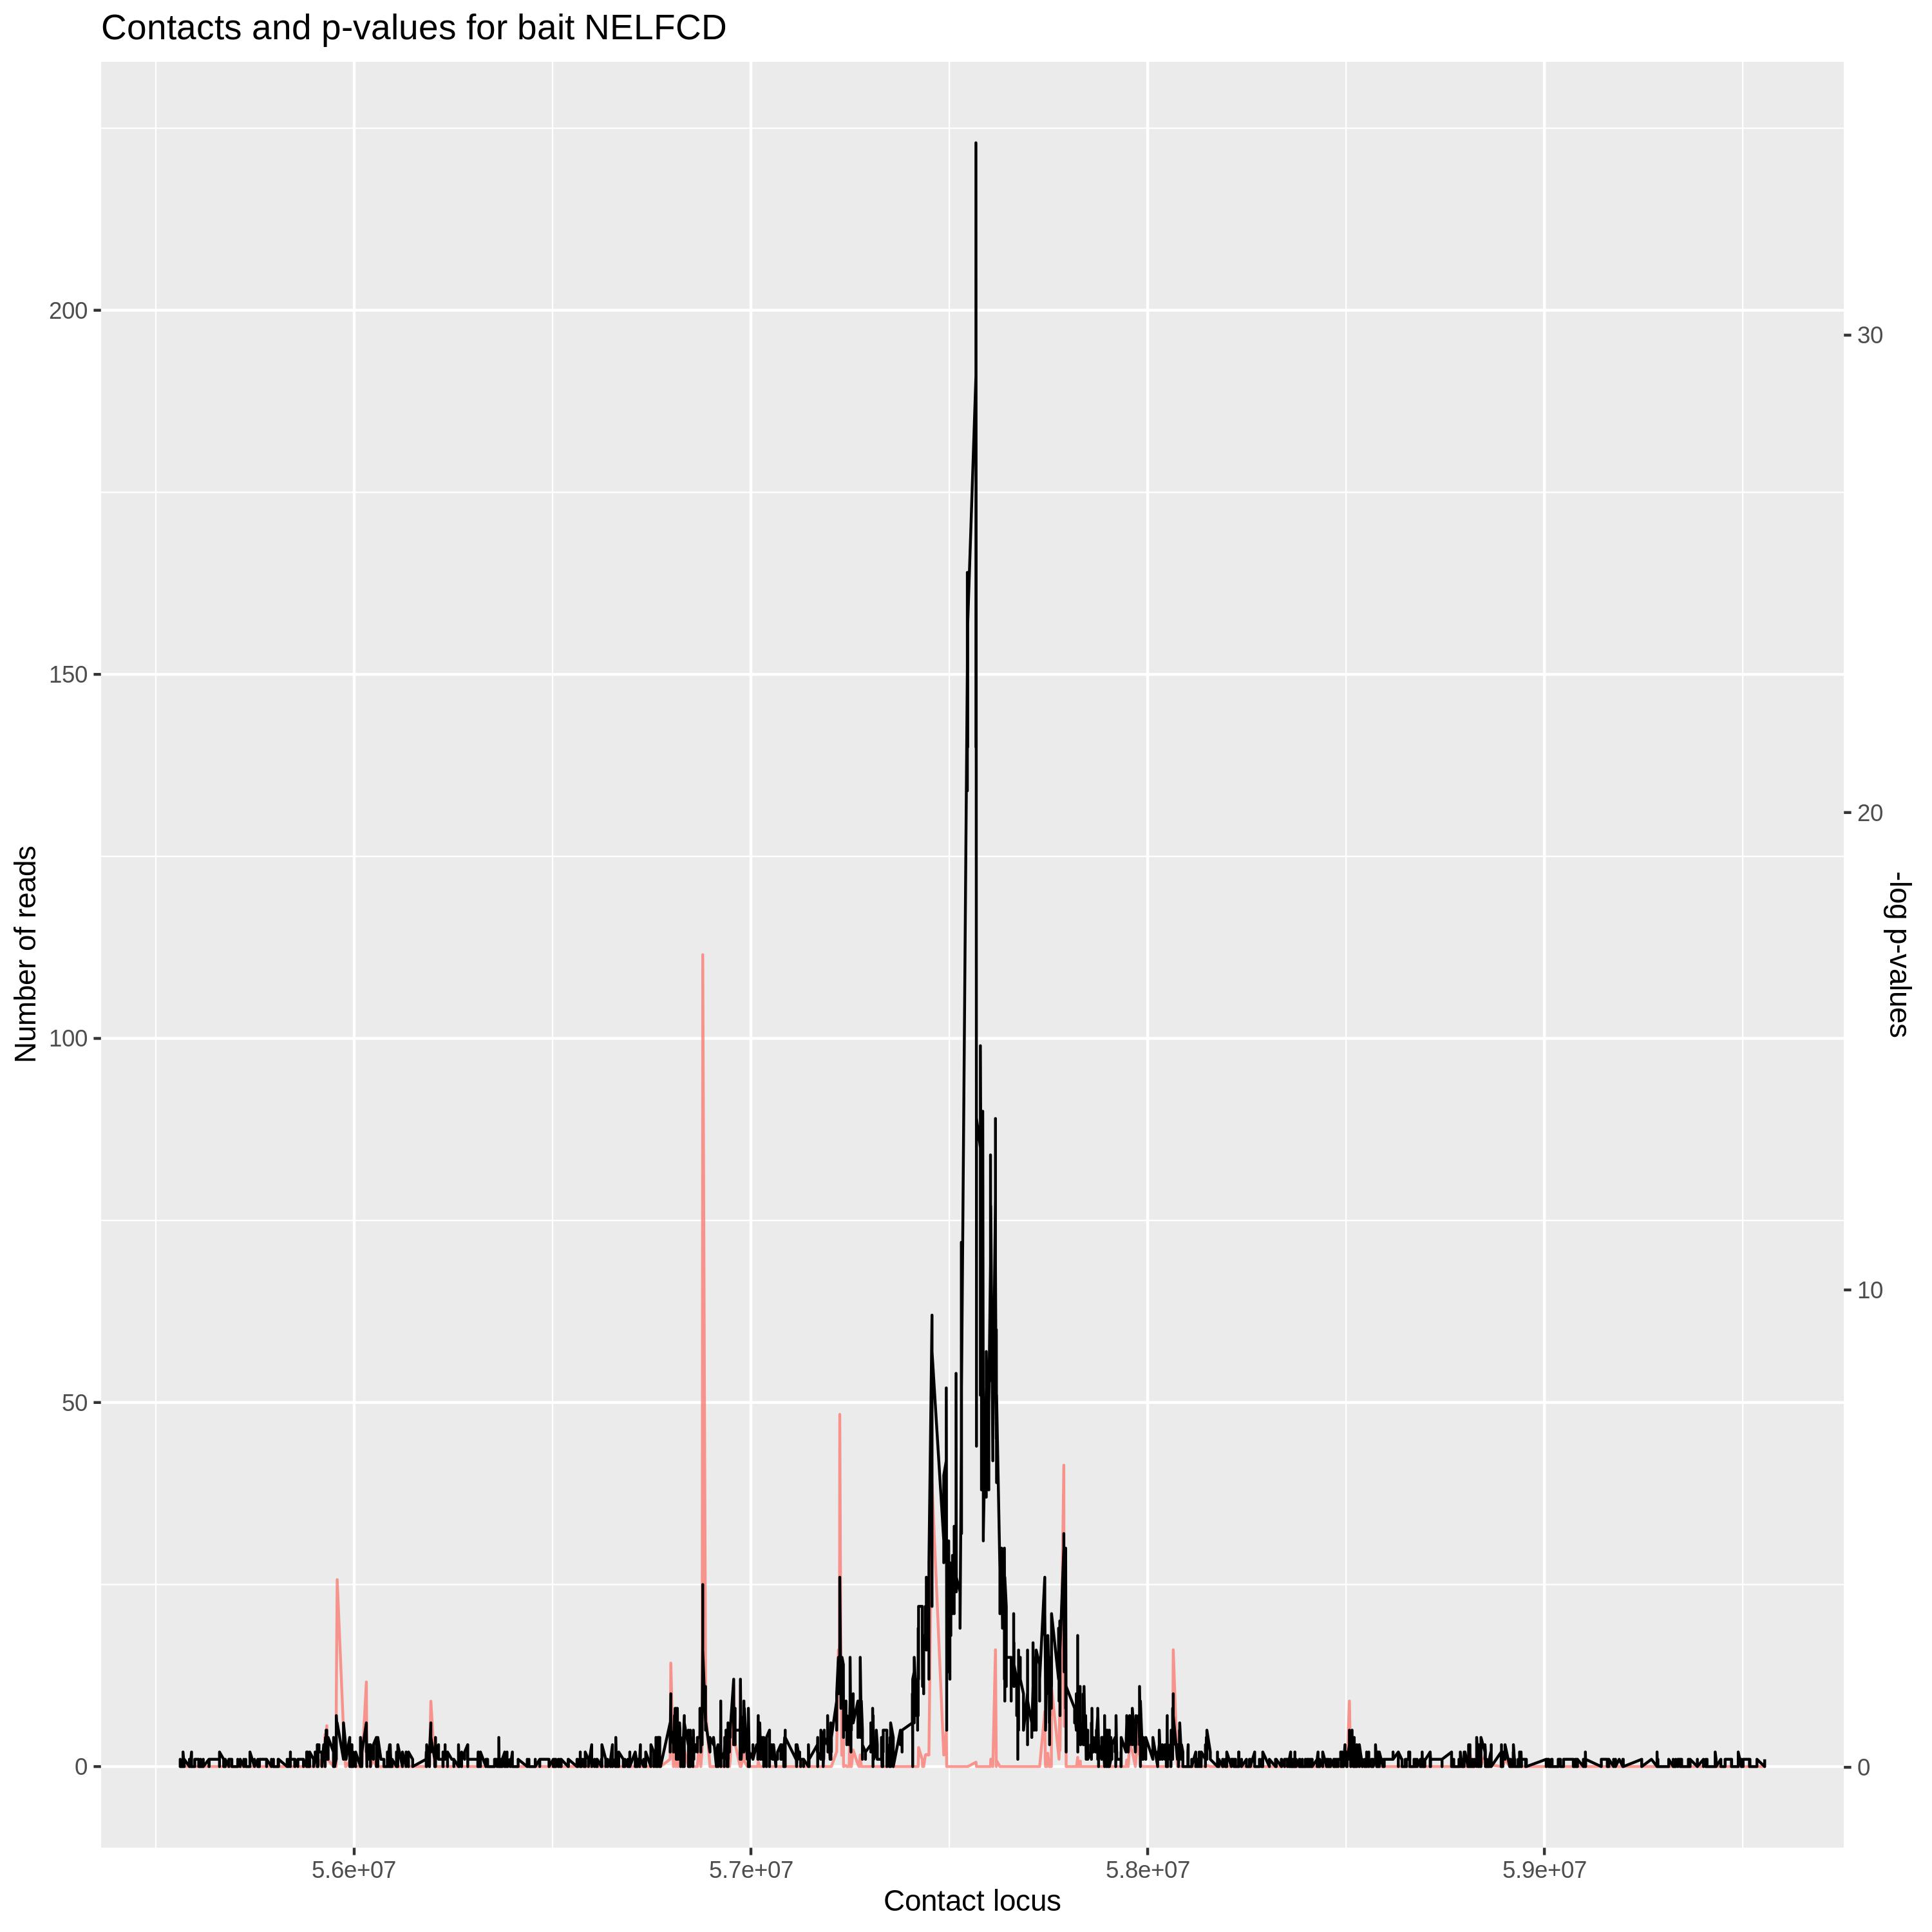 Contacts and p-values for bait NELFCD
200
150
100
50
0
Number of reads
30
20
10
0
-log p-values
5.6e+07
5.7e+07
5.8e+07
5.9e+07
Contact locus